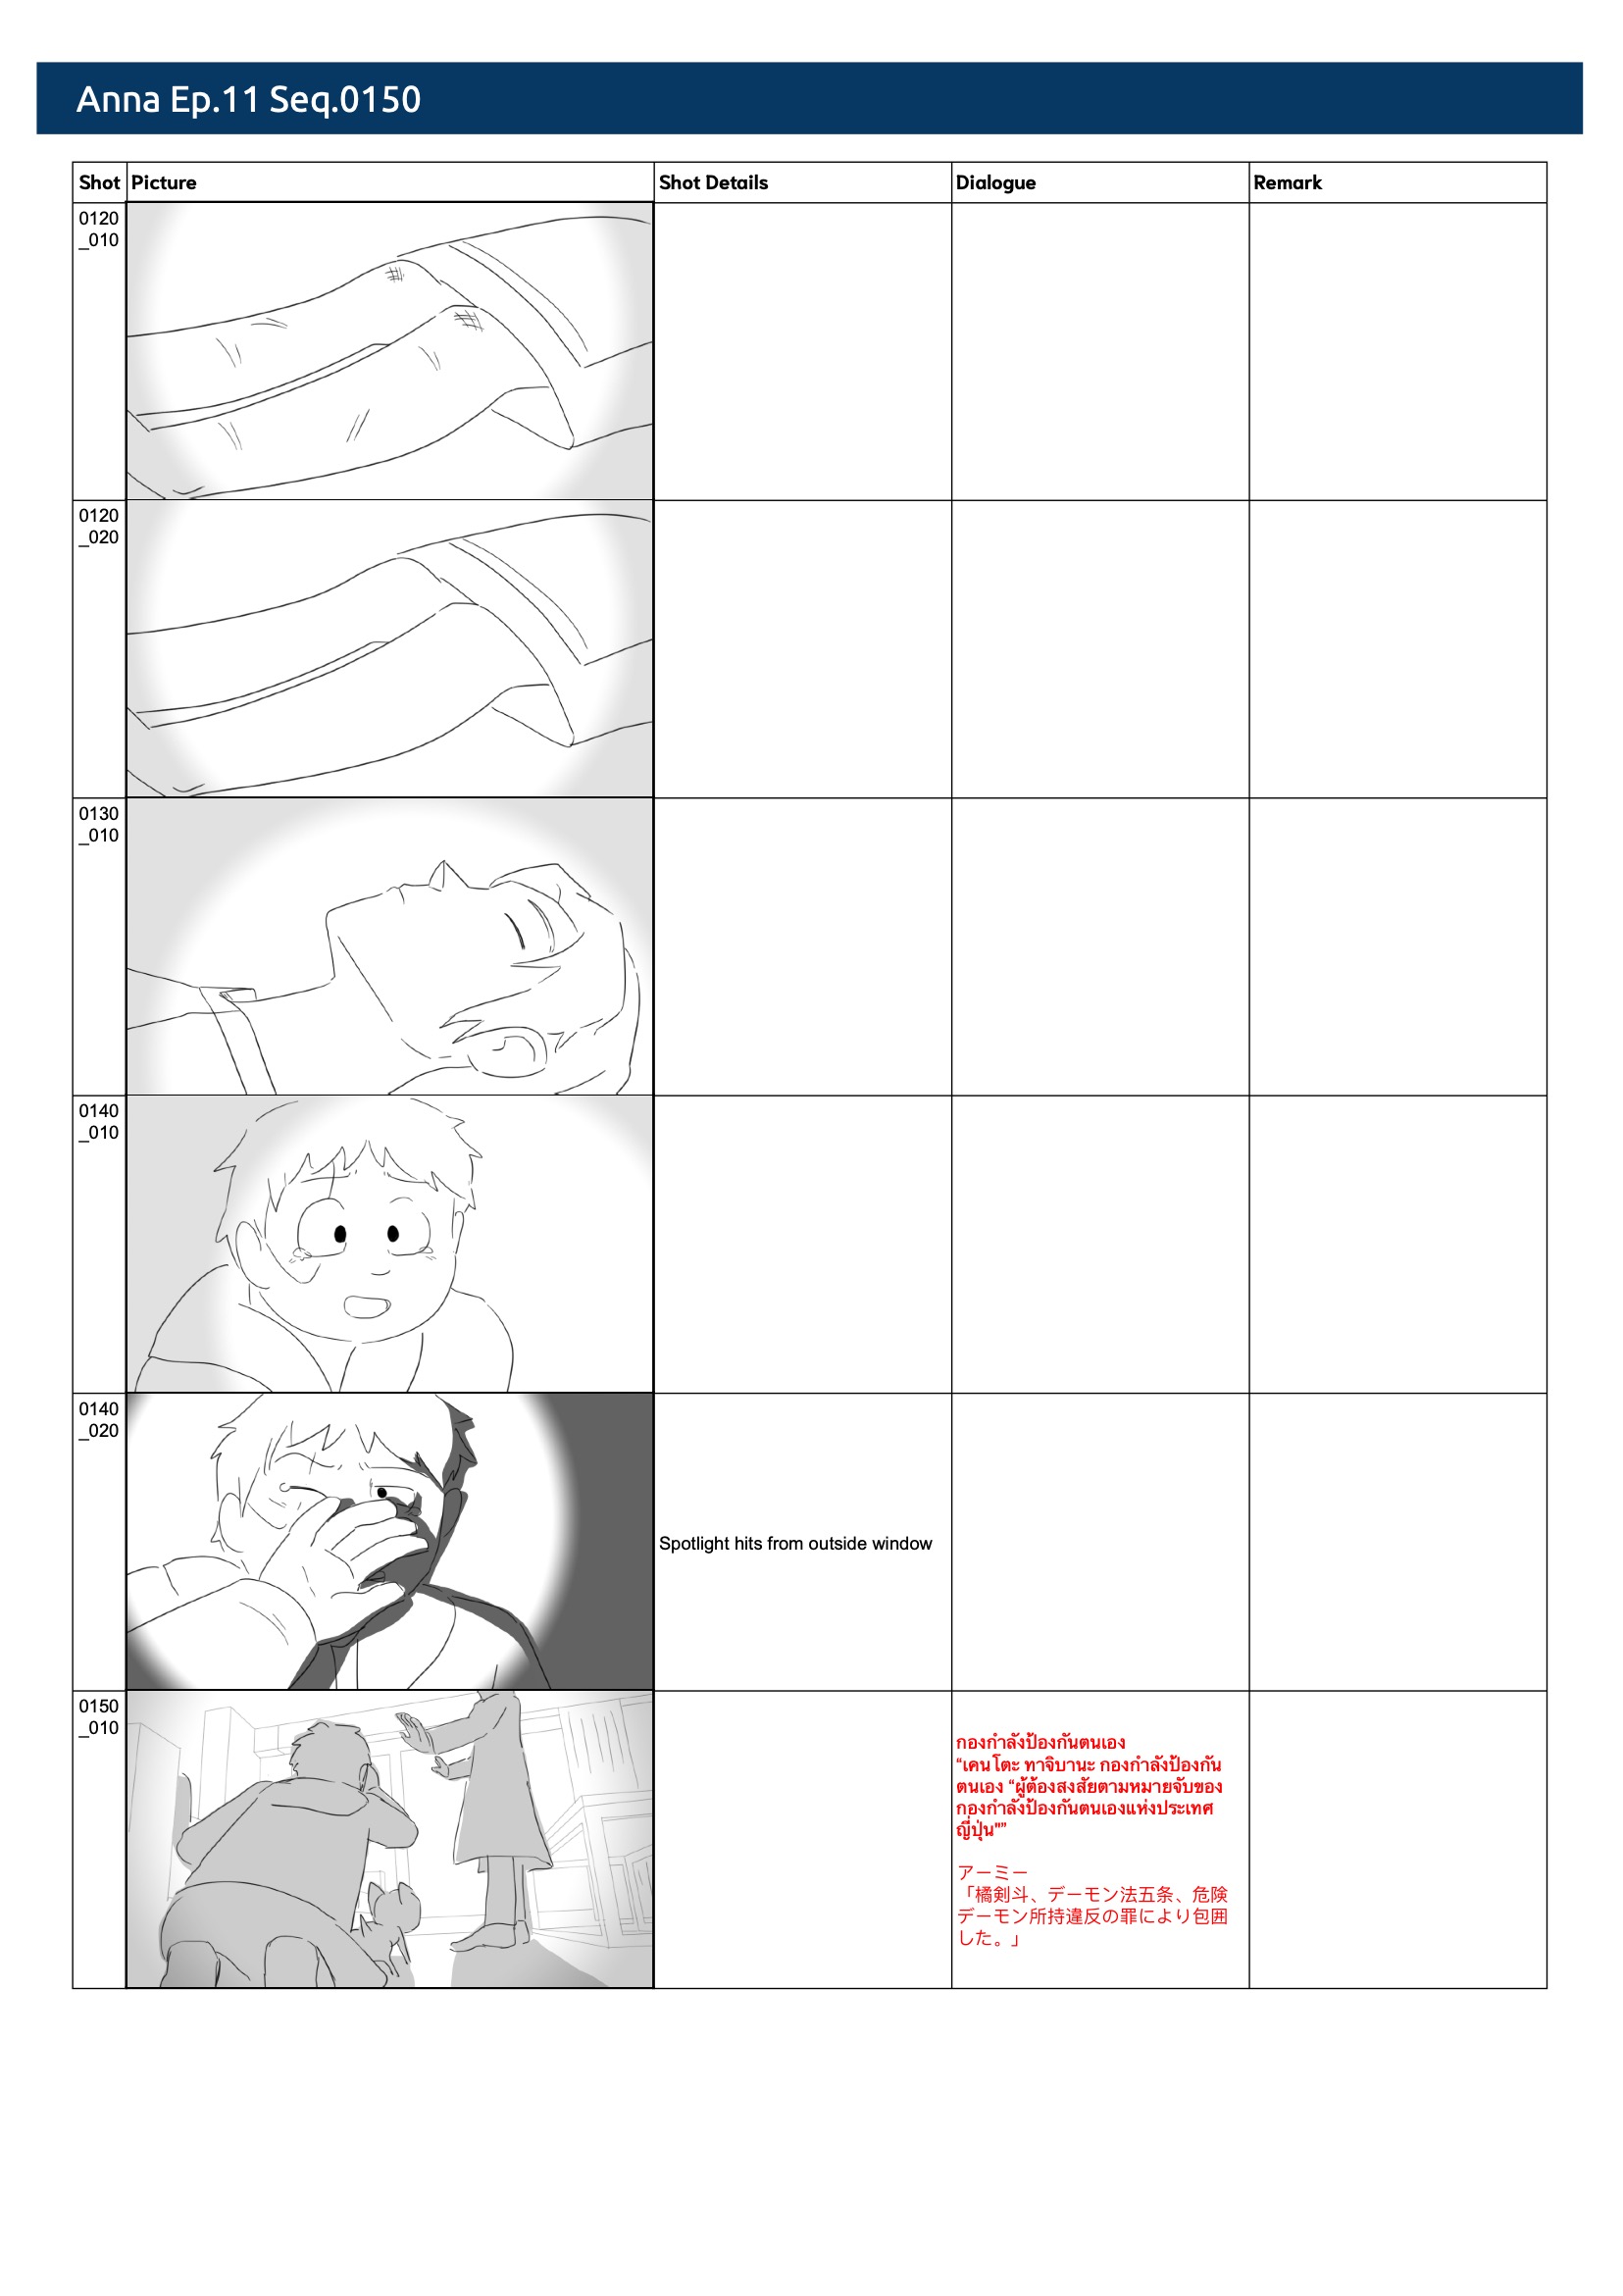 Anna Ep.11 Seq.0150
Shot Picture Shot Details Dialogue Remark
0120
_010
0120
_020
0130
_010
0140
_010
0140
_020
Spotlight hits from outside window
0150
_010
กองกำลังป้องกันตนเอง
“เคนโตะ ทาจิบานะ กองกำลังป้องกัน
ตนเอง “ผู้ต้องสงสัยตามหมายจับของ
กองกำลังป้องกันตนเองแห่งประเทศ
ญี่ปุ่น"”
アーミー
「橘剣斗、デーモン法五条、危険
デーモン所持違反の罪により包囲
した。」